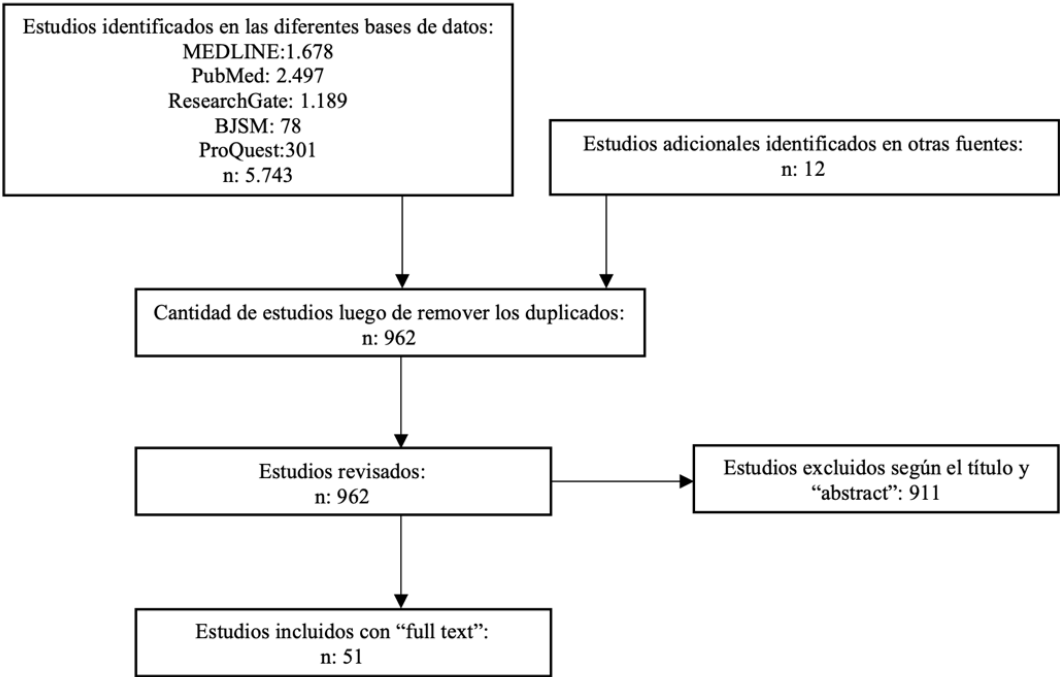 Estudios identificados en las diferentes bases de datos:
MEDLINE:1.678
PubMed: 2.497
ResearchGate: 1.189
BJSM: 78
ProQuest:301
n: 5.743
Estudios adicionales identificados en otras fuentes:
n: 12
Cantidad de estudios luego de remover los duplicados:
n: 962
Estudios revisados:
n: 962
Estudios excluidos según el título y
“abstract”: 911
Estudios incluidos con “full text”:
n: 51